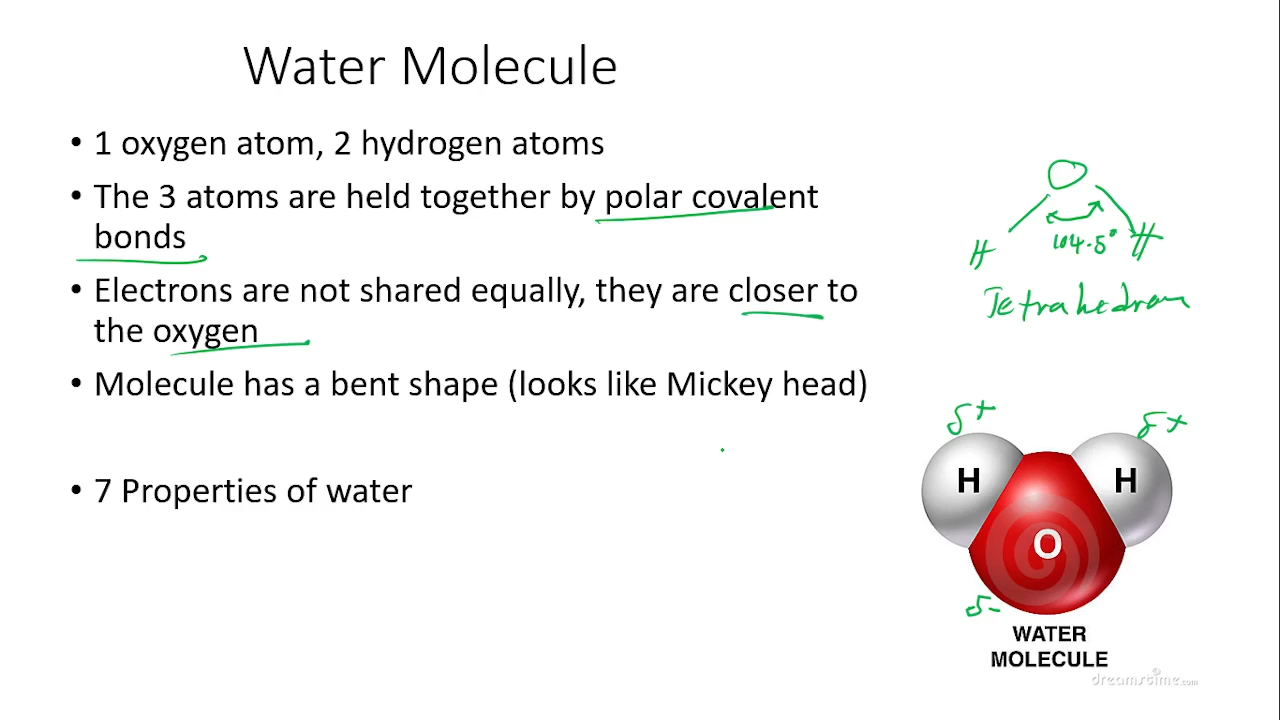 Water Molecule
• 1 oxygen atom, 2 hydrogen atoms
• The 3 atoms are held together by polar covalent
bonds
• Electrons are not shared equally, they are closer to
the oxygen
• Molecule has a bent shape (looks like Mickey head)
• 7 Properties of water
O
H 104.5° H
Tetrahedron
δ+ δ+
H H
O
δ-
WATER
MOLECULE
dreamstime.com